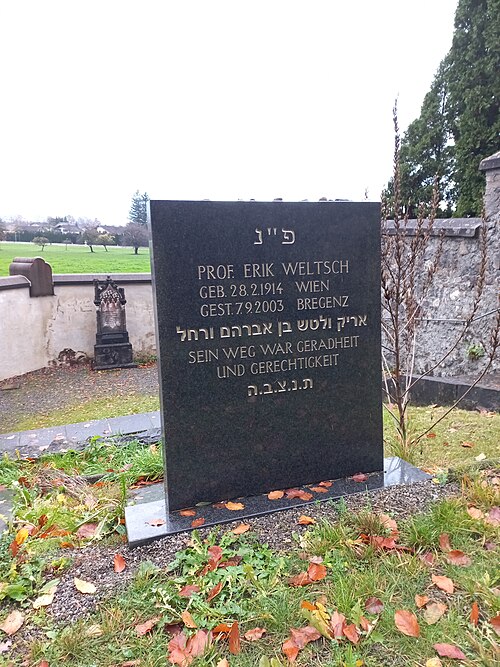 פ״נ
PROF. ERIK WELTSCH
GEB. 28.2.1914 WIEN
GEST. 7.9.2003 BREGENZ
אריק ולטש בן אברהם ורחל
SEIN WEG WAR GERADHEIT
UND GERECHTIGKEIT
ת.נ.צ.ב.ה